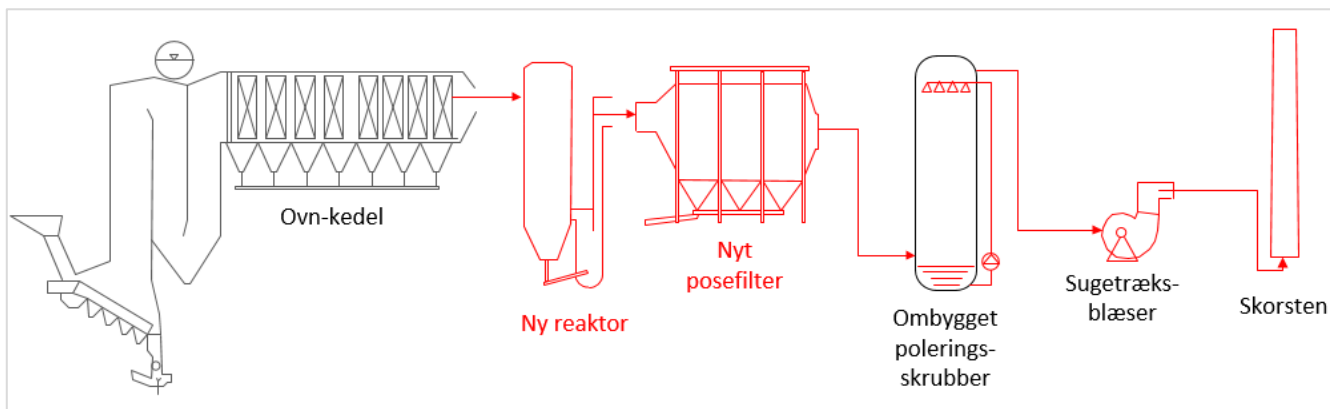 Ovn-kedel
Ny reaktor
Nyt
posefilter
Ombygget
polerings-
skrubber
Sugetræks-
blæser
Skorsten